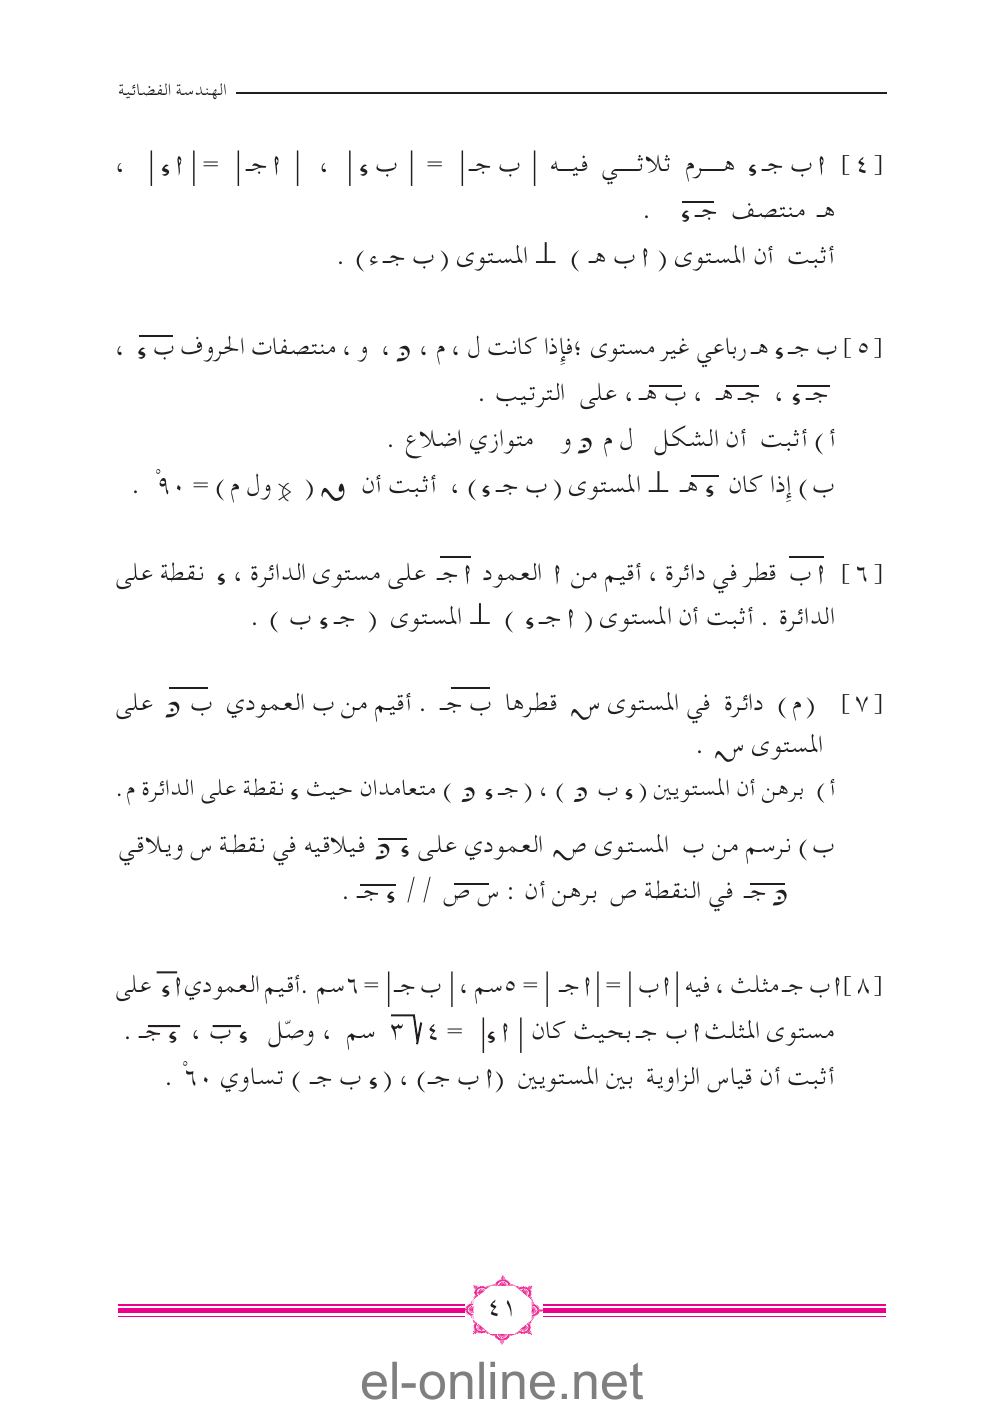 الهندسة الفضائية
[٤] ا ب جـ ء هـــرم ثلاثـــي فيـه | ب جـ | = | ب ء | ، | ا جـ | = | ا ء | ،
هـ منتصف جـ ء .
أثبت أن المستوى ( ا ب هـ ) ⊥ المستوى ( ب جـ ء ) .
[٥] ب جـ ء هـ رباعي غير مستوى ؛فإذا كانت ل ، م ، ن ، و ، منتصفات الحروف ب ء ،
جـ ء ، جـ هـ ، ب هـ ، على الترتيب .
أ ) أثبت أن الشكل ل م ن و متوازي اضلاع .
ب ) إذا كان ء هـ ⊥ المستوى ( ب جـ ء ) ، أثبت أن ق ( ∢ و ل م ) = ٩٠° .
[٦] ا ب قطر في دائرة ، أقيم من ا العمود ا جـ على مستوى الدائرة ، ء نقطة على
الدائرة . أثبت أن المستوى ( ا جـ ء ) ⊥ المستوى ( جـ ء ب ) .
[٧] ( م ) دائرة في المستوى س قطرها ب جـ . أقيم من ب العمودي ب ن على
المستوى س .
أ ) برهن أن المستويين ( ء ب ن ) ، ( جـ ء ن ) متعامدان حيث ء نقطة على الدائرة م .
ب ) نرسم من ب المستوى ص العمودي على ء ن فيلاقيه في نقطة س ويلاقي
ن جـ في النقطة ص برهن أن : س ص // ء جـ .
[٨] ا ب جـ مثلث ، فيه | ا ب | = | ا جـ | = ٥سم ، | ب جـ | = ٦سم . أقيم العمودي ا ء على
مستوى المثلث ا ب جـ بحيث كان | ا ء | = ٤√٣ سم ، وصّل ء ب ، ء جـ .
أثبت أن قياس الزاوية بين المستويين ( ا ب جـ ) ، ( ء ب جـ ) تساوي ٦٠° .
٤١
el-online.net